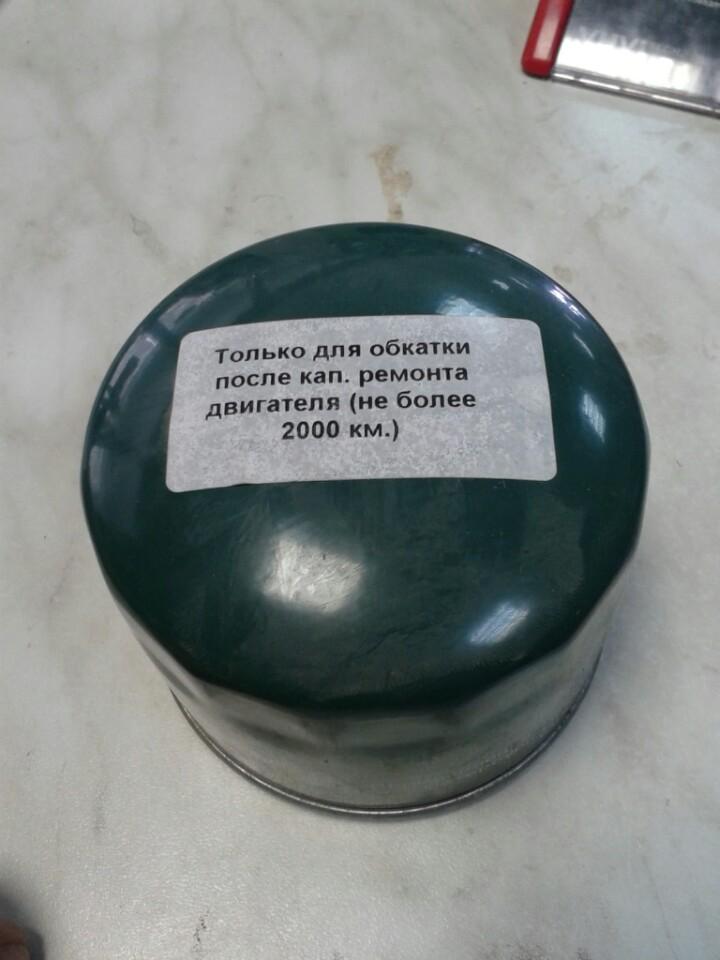 Только для обкатки
после кап. ремонта
двигателя (не более
2000 км.)